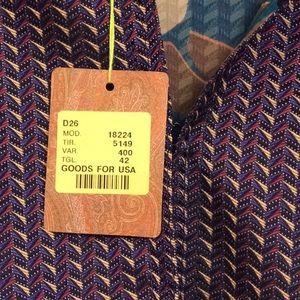 D26
MOD. 18224
TIR. 5149
VAR. 400
TGL. 42
GOODS FOR USA